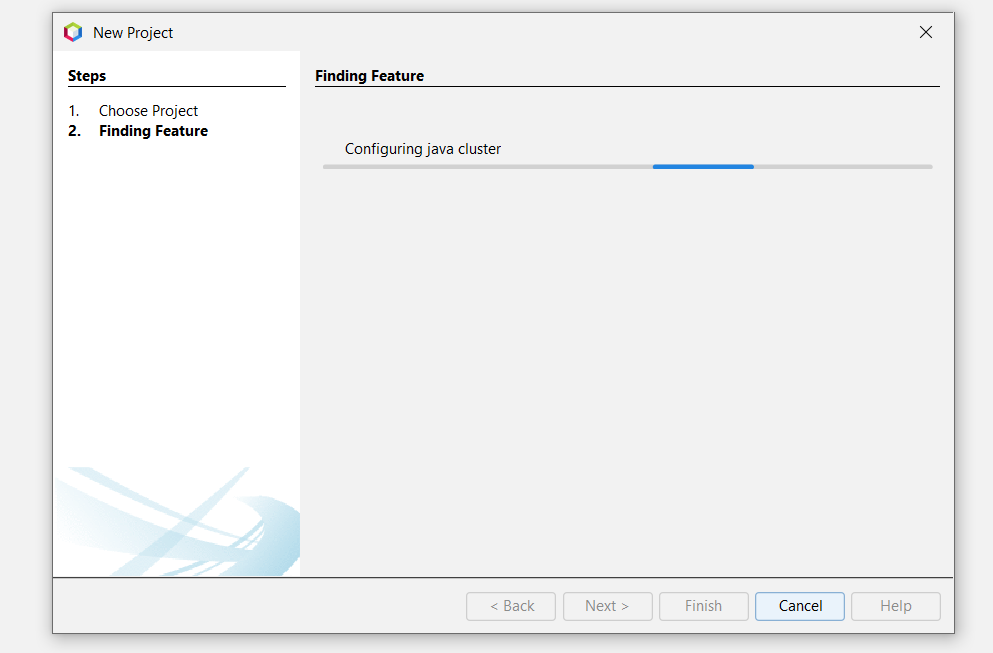 New Project
Steps
1. Choose Project
2. Finding Feature
Finding Feature
Configuring java cluster
< Back
Next >
Finish
Cancel
Help